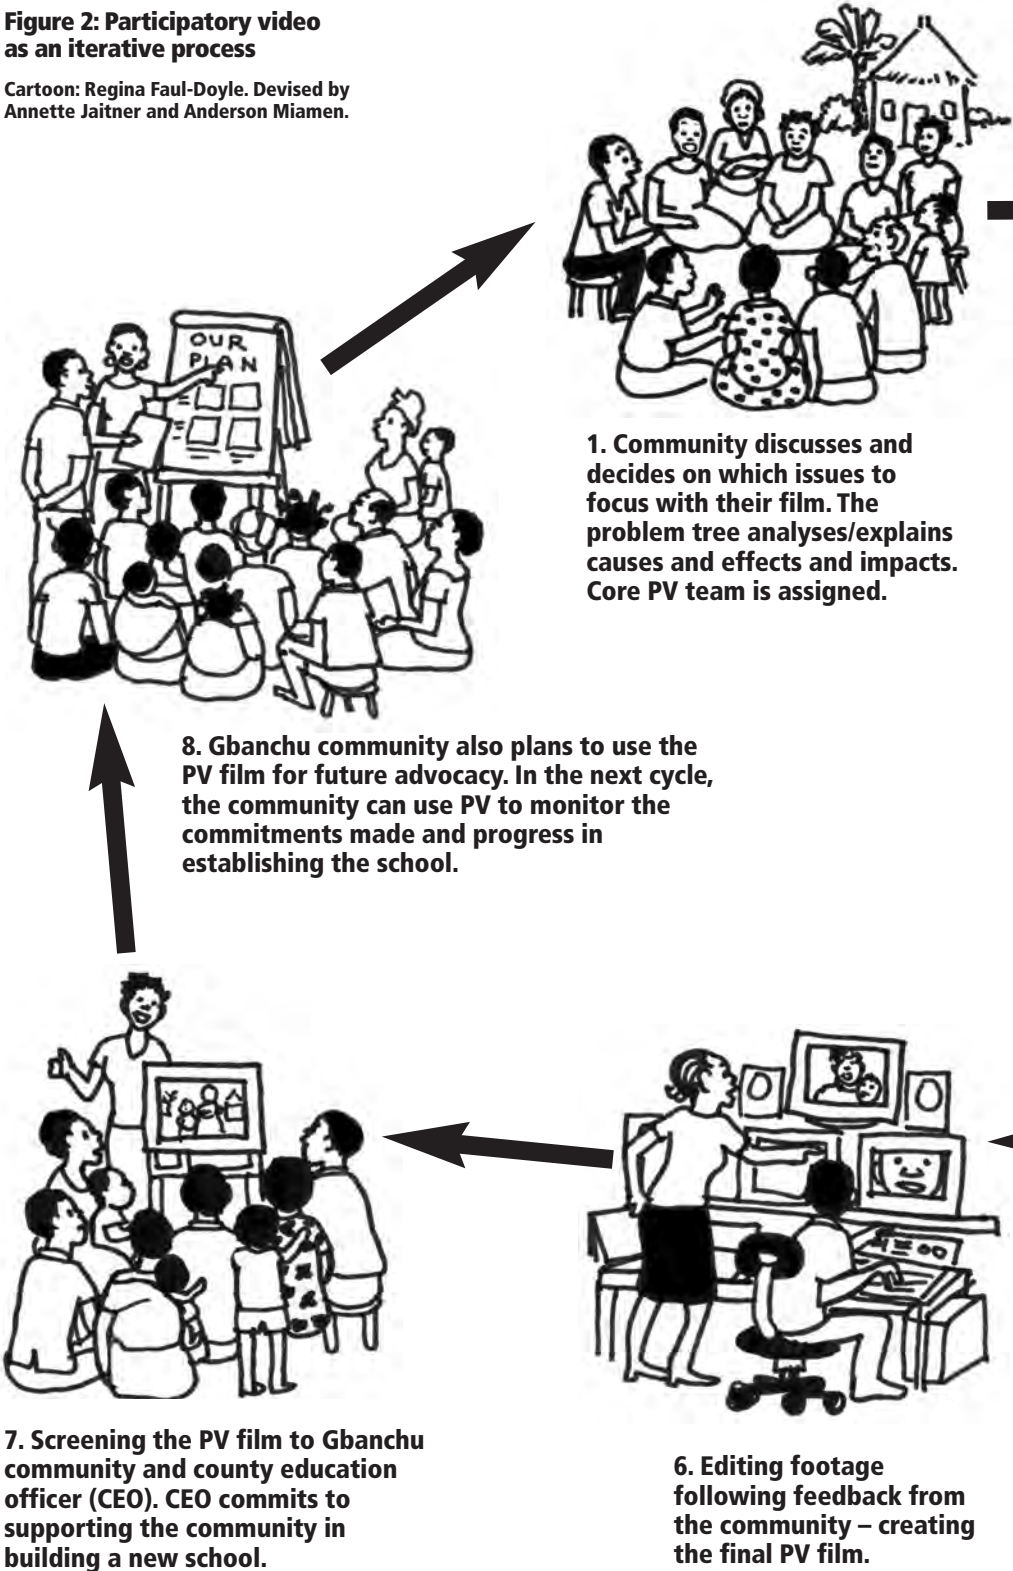 Figure 2: Participatory video
as an iterative process
Cartoon: Regina Faul-Doyle. Devised by
Annette Jaitner and Anderson Miamen.
OUR
PLAN
1. Community discusses and
decides on which issues to
focus with their film. The
problem tree analyses/explains
causes and effects and impacts.
Core PV team is assigned.
8. Gbanchu community also plans to use the
PV film for future advocacy. In the next cycle,
the community can use PV to monitor the
commitments made and progress in
establishing the school.
7. Screening the PV film to Gbanchu
community and county education
officer (CEO). CEO commits to
supporting the community in
building a new school.
6. Editing footage
following feedback from
the community – creating
the final PV film.